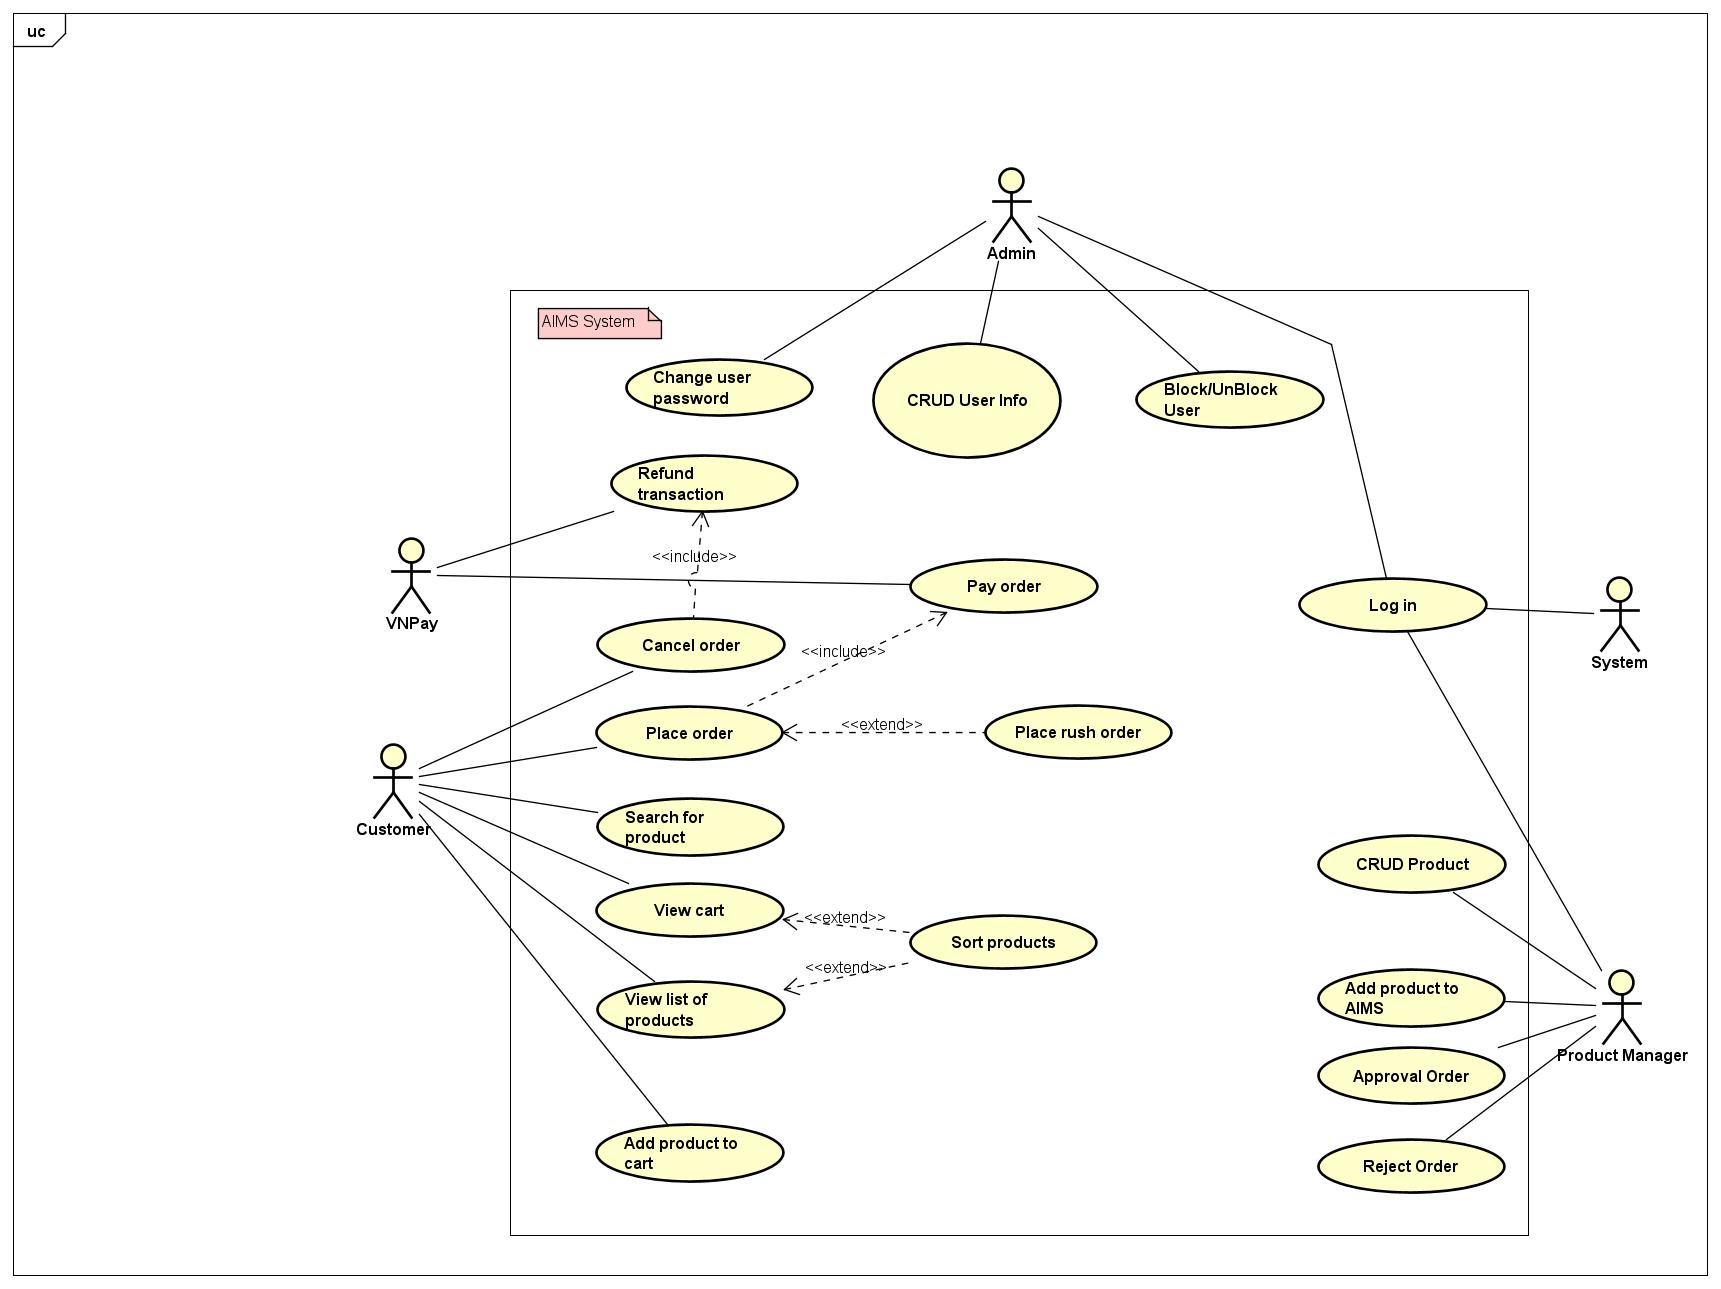 uc
Admin
AIMS System
Change user
password
CRUD User Info
Block/UnBlock
User
Refund
transaction
<<include>>
VNPay
Pay order
Log in
System
Cancel order
<<include>>
Place order
<<extend>>
Place rush order
Customer
Search for
product
CRUD Product
View cart
<<extend>>
Sort products
<<extend>>
View list of
products
Add product to
AIMS
Product Manager
Approval Order
Add product to
cart
Reject Order